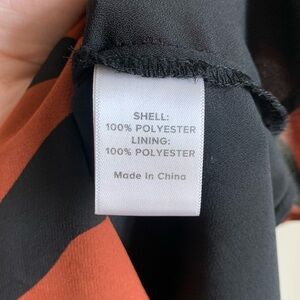 SHELL:
100% POLYESTER
LINING:
100% POLYESTER
Made in China